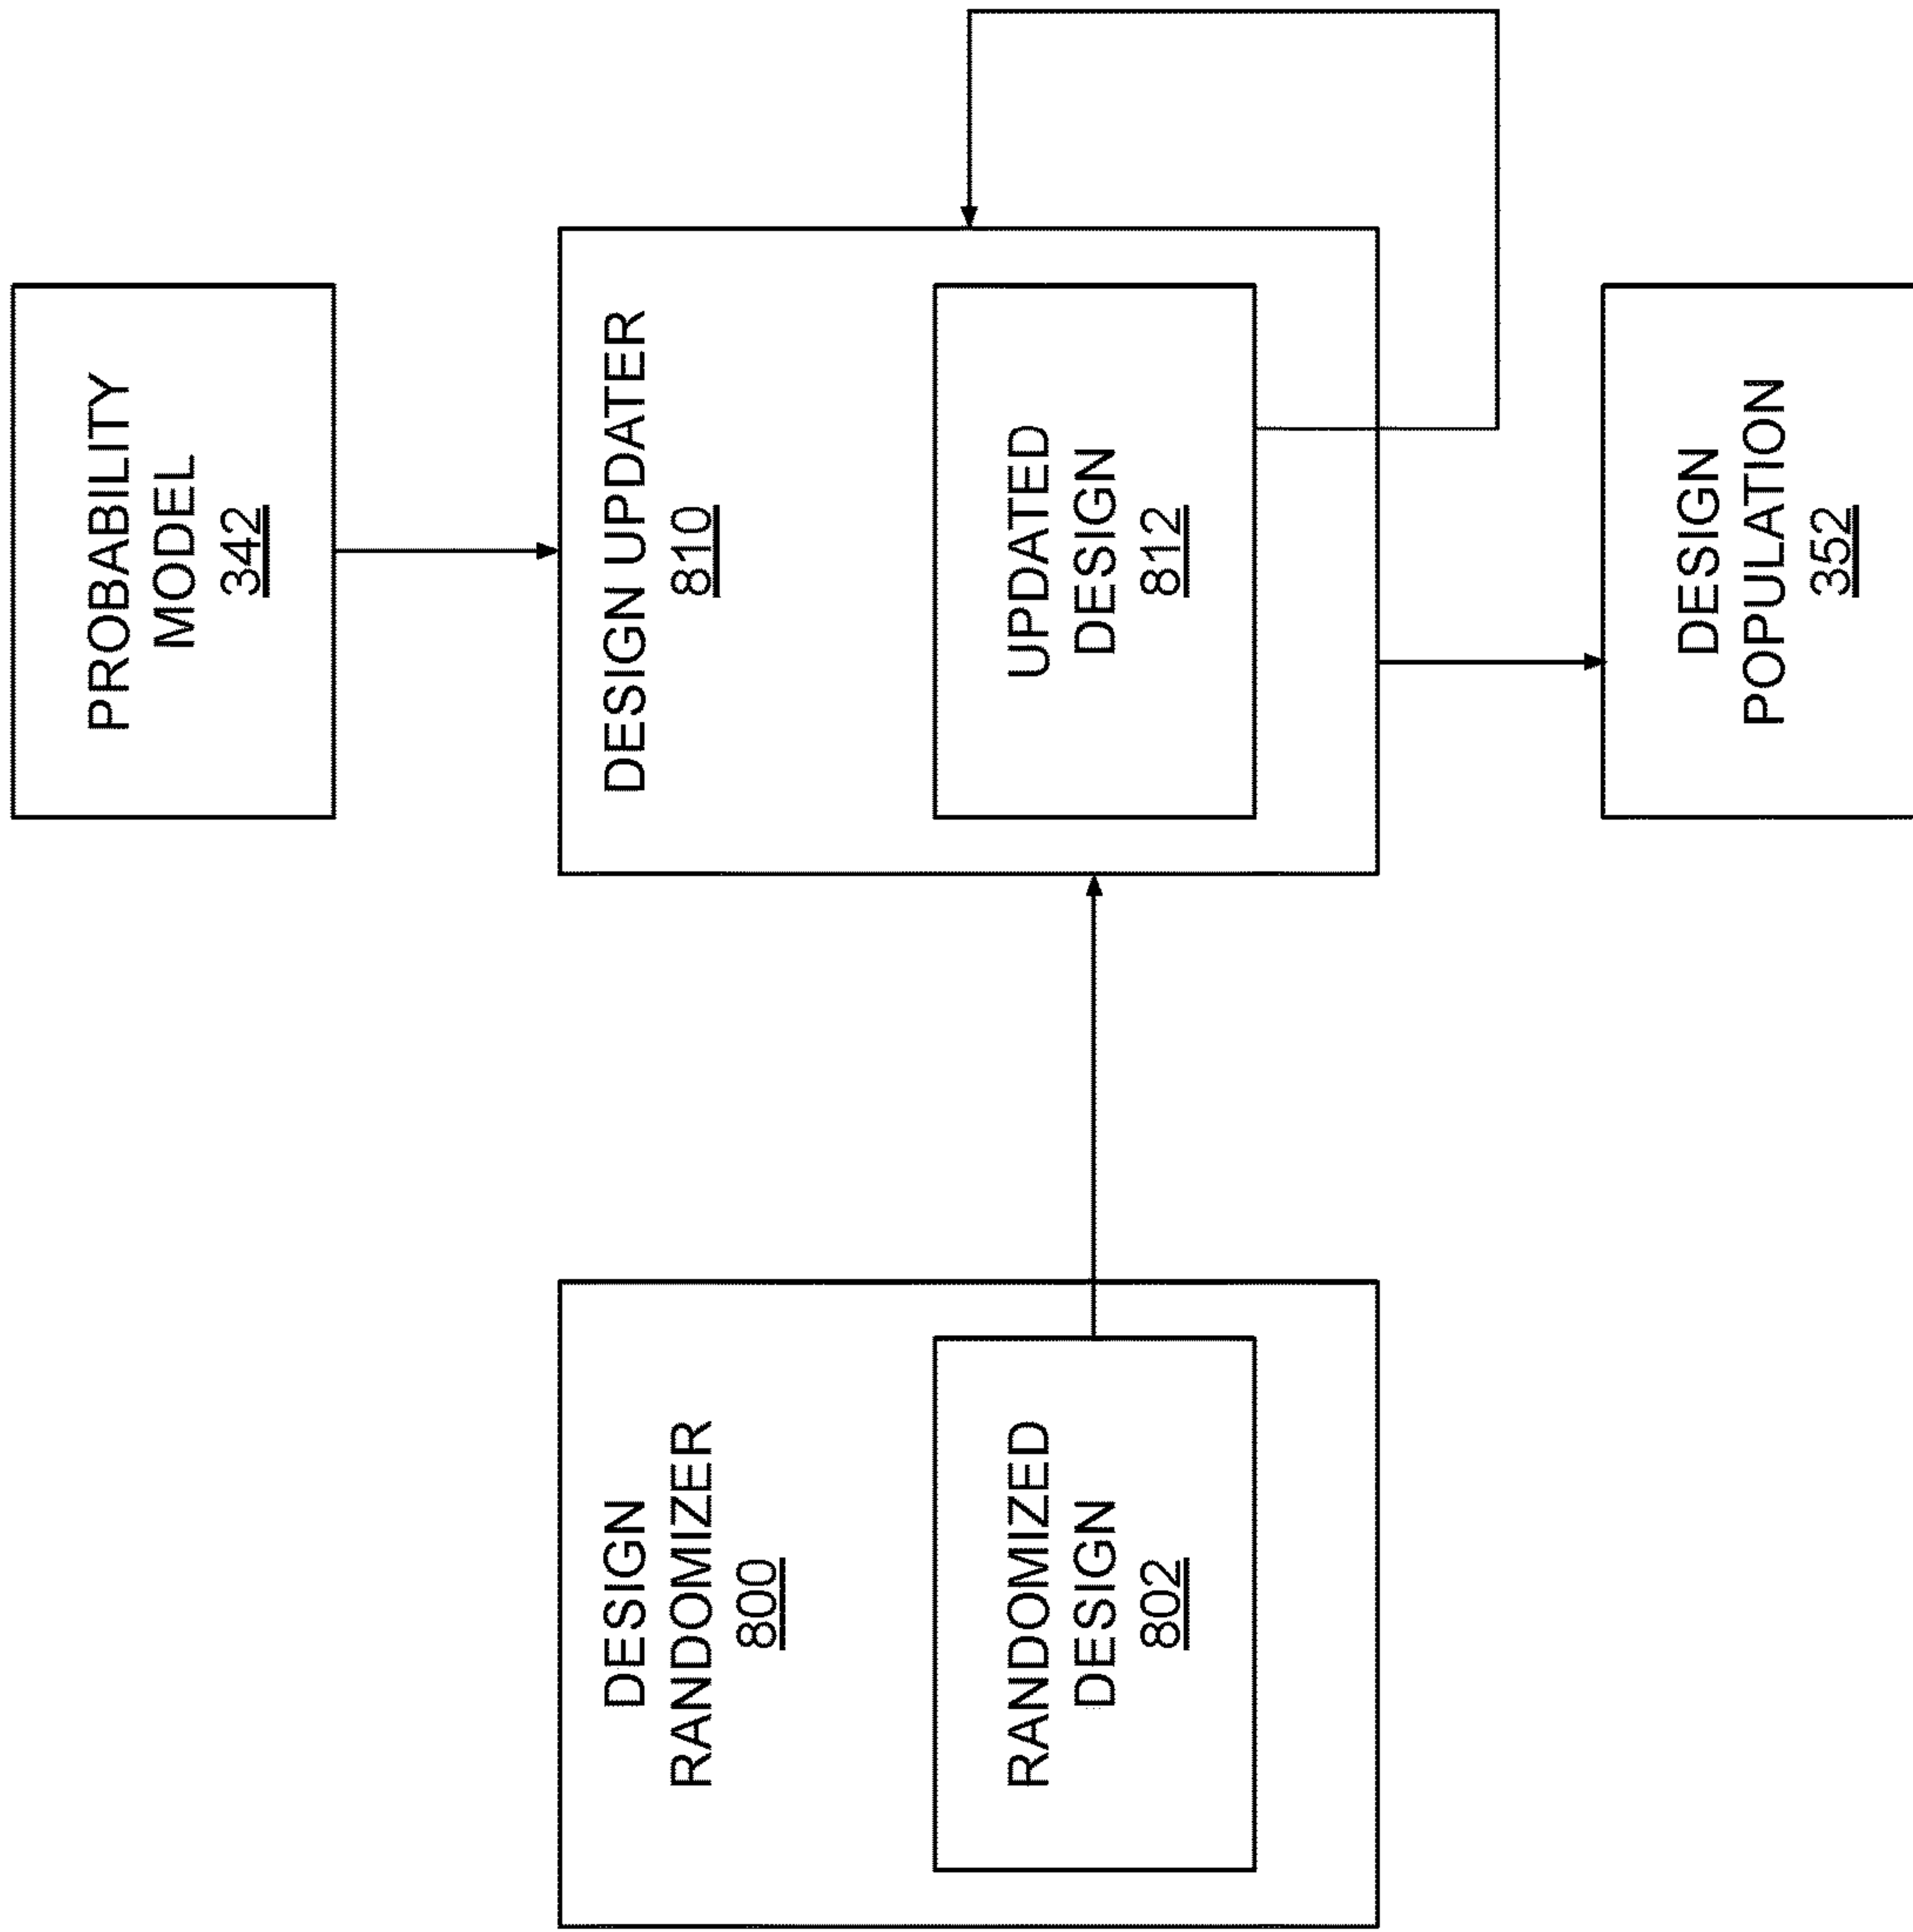 PROBABILITY
MODEL
342
DESIGN
RANDOMIZER
800
RANDOMIZED
DESIGN
802
DESIGN UPDATER
810
UPDATED
DESIGN
812
DESIGN
POPULATION
352